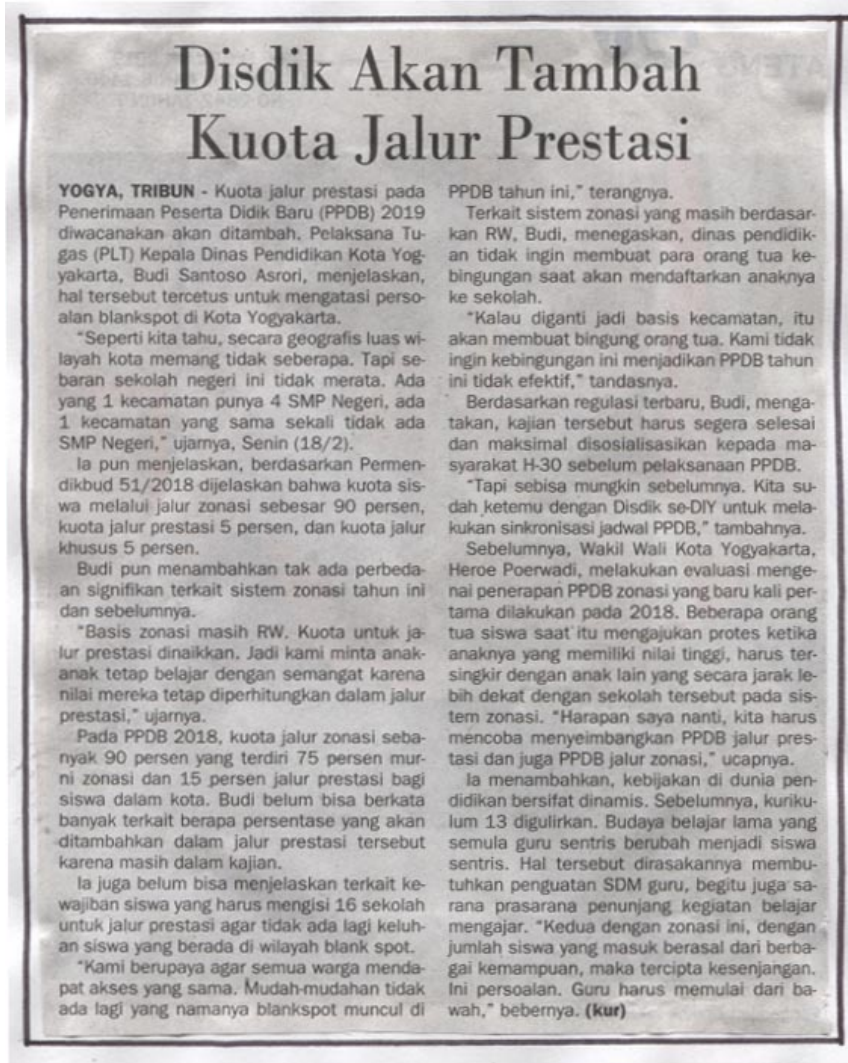 Disdik Akan Tambah
Kuota Jalur Prestasi
YOGYA, TRIBUN - Kuota jalur prestasi pada
Penerimaan Peserta Didik Baru (PPDB) 2019
diwacanakan akan ditambah. Pelaksana Tu-
gas (PLT) Kepala Dinas Pendidikan Kota Yog-
yakarta, Budi Santoso Asrori, menjelaskan,
hal tersebut tercetus untuk mengatasi perso-
alan blankspot di Kota Yogyakarta.
"Seperti kita tahu, secara geografis luas wi-
layah kota memang tidak seberapa. Tapi se-
baran sekolah negeri ini tidak merata. Ada
yang 1 kecamatan punya 4 SMP Negeri, ada
1 kecamatan yang sama sekali tidak ada
SMP Negeri," ujarnya, Senin (18/2).
Ia pun menjelaskan, berdasarkan Permen-
dikbud 51/2018 dijelaskan bahwa kuota sis-
wa melalui jalur zonasi sebesar 90 persen,
kuota jalur prestasi 5 persen, dan kuota jalur
khusus 5 persen.
Budi pun menambahkan tak ada perbeda-
an signifikan terkait sistem zonasi tahun ini
dan sebelumnya.
"Basis zonasi masih RW. Kuota untuk ja-
lur prestasi dinaikkan. Jadi kami minta anak-
anak tetap belajar dengan semangat karena
nilai mereka tetap diperhitungkan dalam jalur
prestasi," ujarnya.
Pada PPDB 2018, kuota jalur zonasi seba-
nyak 90 persen yang terdiri 75 persen mur-
ni zonasi dan 15 persen jalur prestasi bagi
siswa dalam kota. Budi belum bisa berkata
banyak terkait berapa persentase yang akan
ditambahkan dalam jalur prestasi tersebut
karena masih dalam kajian.
Ia juga belum bisa menjelaskan terkait ke-
wajiban siswa yang harus mengisi 16 sekolah
untuk jalur prestasi agar tidak ada lagi keluh-
an siswa yang berada di wilayah blank spot.
"Kami berupaya agar semua warga menda-
pat akses yang sama. Mudah-mudahan tidak
ada lagi yang namanya blankspot muncul di
PPDB tahun ini," terangnya.
Terkait sistem zonasi yang masih berdasar-
kan RW, Budi, menegaskan, dinas pendidik-
an tidak ingin membuat para orang tua ke-
bingungan saat akan mendaftarkan anaknya
ke sekolah.
"Kalau diganti jadi basis kecamatan, itu
akan membuat bingung orang tua. Kami tidak
ingin kebingungan ini menjadikan PPDB tahun
ini tidak efektif," tandasnya.
Berdasarkan regulasi terbaru, Budi, menga-
takan, kajian tersebut harus segera selesai
dan maksimal disosialisasikan kepada ma-
syarakat H-30 sebelum pelaksanaan PPDB.
"Tapi sebisa mungkin sebelumnya. Kita su-
dah ketemu dengan Disdik se-DIY untuk mela-
kukan sinkronisasi jadwal PPDB," tambahnya.
Sebelumnya, Wakil Wali Kota Yogyakarta,
Heroe Poerwadi, melakukan evaluasi menge-
nai penerapan PPDB zonasi yang baru kali per-
tama dilakukan pada 2018. Beberapa orang
tua siswa saat itu mengajukan protes ketika
anaknya yang memiliki nilai tinggi, harus ter-
singkir dengan anak lain yang secara jarak le-
bih dekat dengan sekolah tersebut pada sis-
tem zonasi. "Harapan saya nanti, kita harus
mencoba menyeimbangkan PPDB jalur pres-
tasi dan juga PPDB jalur zonasi," ucapnya.
Ia menambahkan, kebijakan di dunia pen-
didikan bersifat dinamis. Sebelumnya, kuriku-
lum 13 digulirkan. Budaya belajar lama yang
semula guru sentris berubah menjadi siswa
sentris. Hal tersebut dirasakannya membu-
tuhkan penguatan SDM guru, begitu juga sa-
rana prasarana penunjang kegiatan belajar
mengajar. "Kedua dengan zonasi ini, dengan
jumlah siswa yang masuk berasal dari berba-
gai kemampuan, maka tercipta kesenjangan.
Ini persoalan. Guru harus memulai dari ba-
wah," bebernya. (kur)